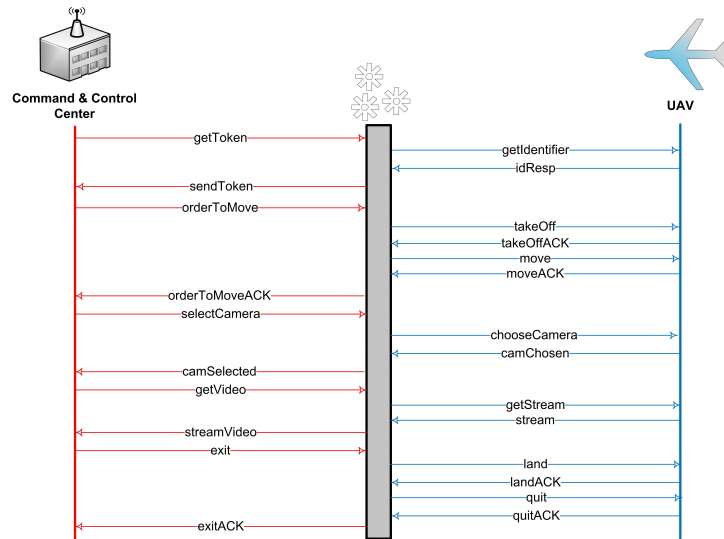 Command & Control
Center
UAV
getToken
getIdentifier
idResp
sendToken
orderToMove
takeOff
takeOffACK
move
moveACK
orderToMoveACK
selectCamera
chooseCamera
camChosen
camSelected
getVideo
getStream
stream
streamVideo
exit
land
landACK
quit
quitACK
exitACK